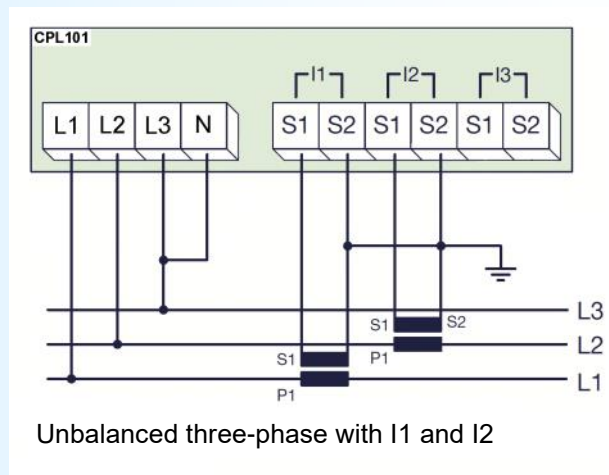 CPL101
I1 I2 I3
L1 L2 L3 N S1 S2 S1 S2 S1 S2
L3
S1 S2
L2
S1 P1
L1
P1
Unbalanced three-phase with I1 and I2